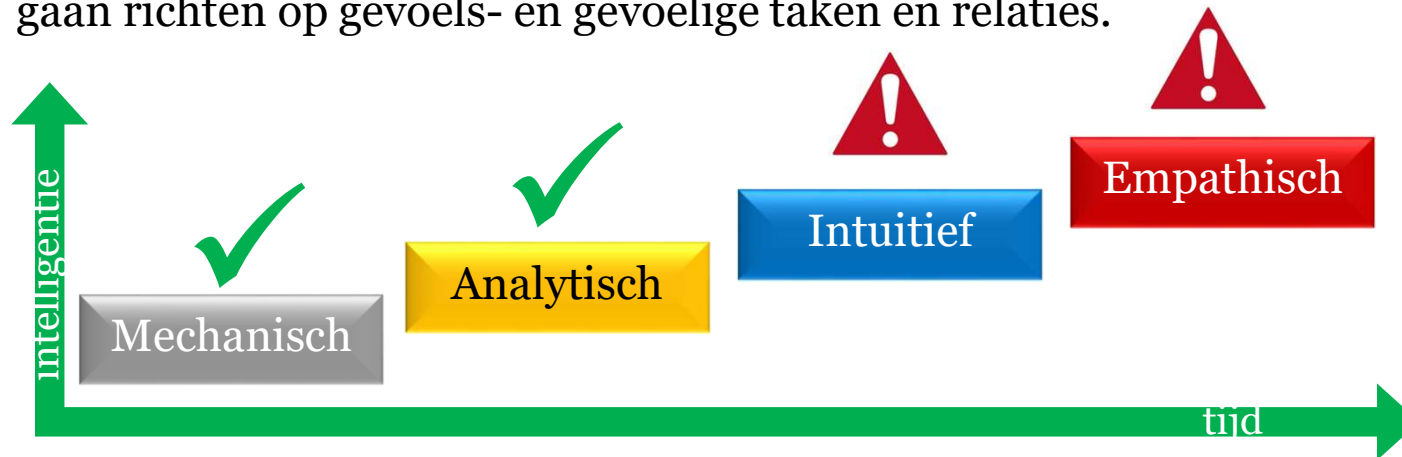 gaan richten op gevoels- en gevoelige taken en relaties.
Empathisch
Intuitief
Analytisch
Mechanisch
intelligentie
tijd